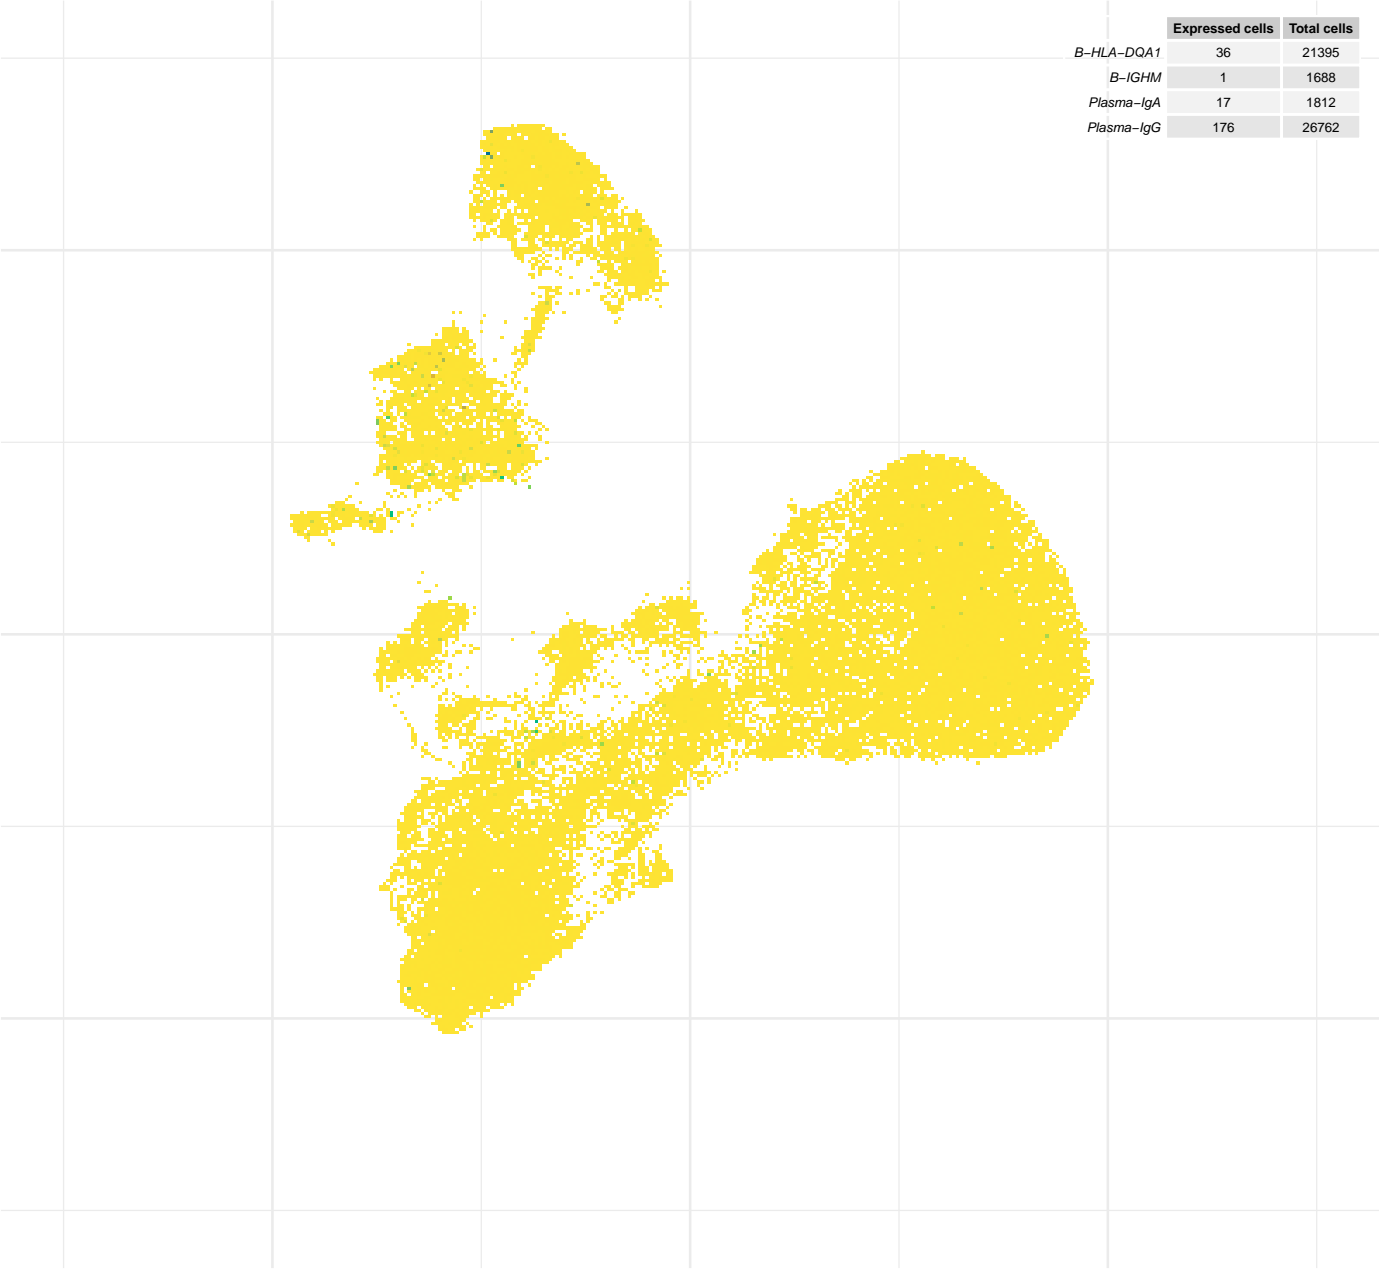 Expressed cells Total cells
B−HLA−DQA1 36 21395
B−IGHM 1 1688
Plasma−IgA 17 1812
Plasma−IgG 176 26762